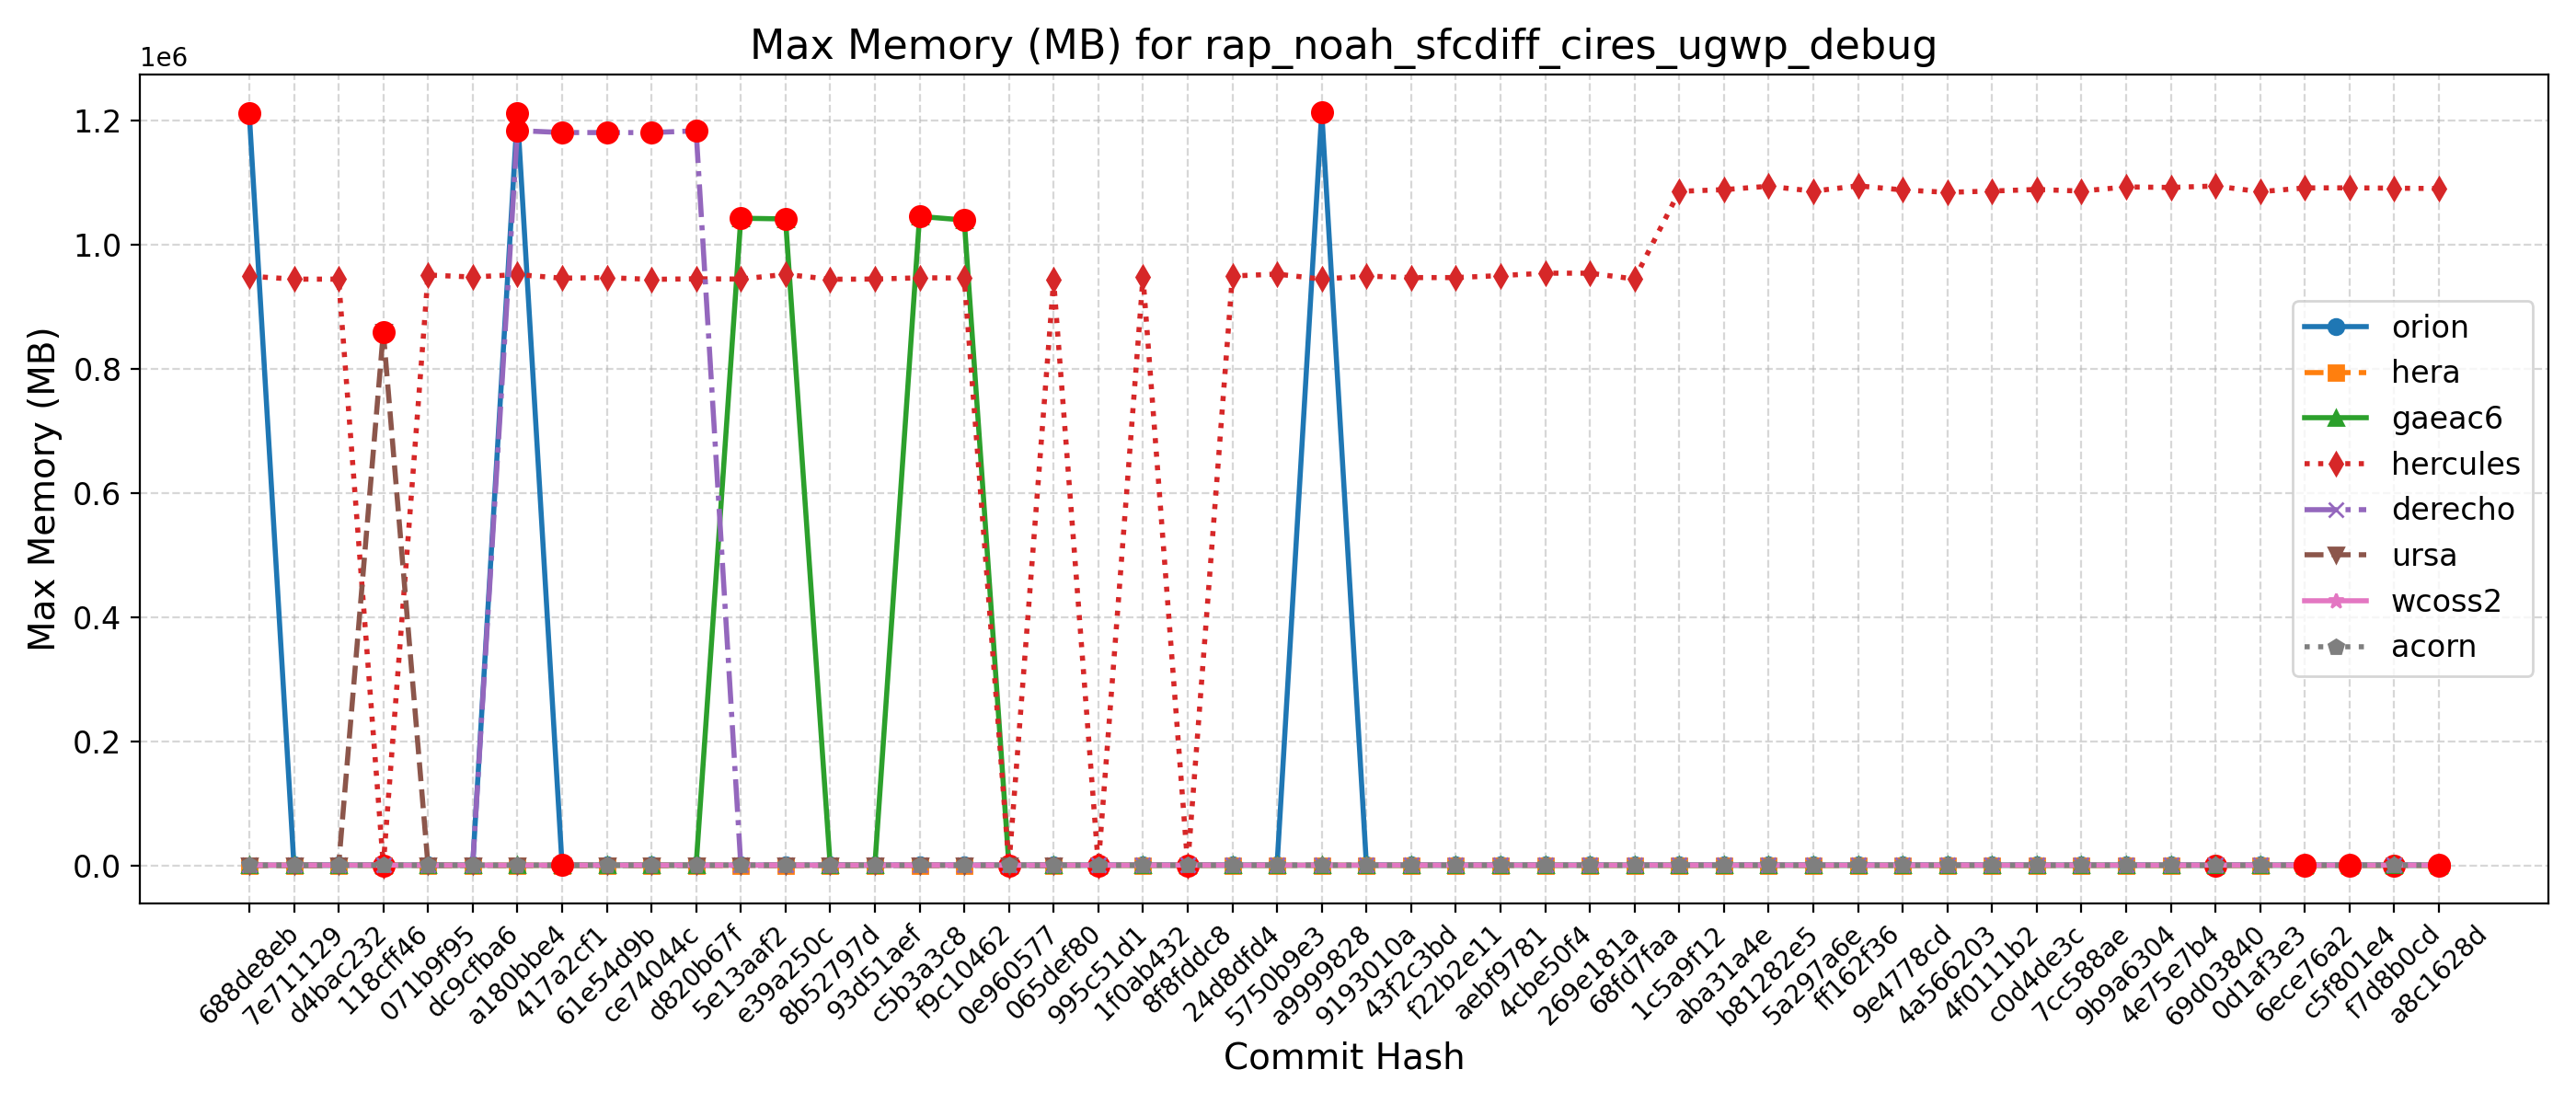 Max Memory (MB) for rap_noah_sfcdiff_cires_ugwp_debug
1e6
1.2
1.0
0.8
0.6
0.4
0.2
0.0
Max Memory (MB)
orion
hera
gaeac6
hercules
derecho
ursa
wcoss2
acorn
688de8eb
7e711129
d4bac232
118cff46
071b9f95
dc9cfba6
a180bbe4
417a2cf1
61e54d9b
ce74044c
d820b67f
5e13aaf2
e39a250c
8b52797d
93d51aef
c5b3a3c8
f9c10462
0e960577
065def80
995c51d1
1f0ab432
8f8fddc8
24d8dfd4
5750b9e3
a9999828
9193010a
43f2c3bd
f22b2e11
aebf9781
4cbe50f4
269e181a
68fd7faa
1c5a9f12
aba31a4e
b81282e5
5a297a6e
ff162f36
9e4778cd
4a566203
4f0111b2
c0d4de3c
7cc588ae
9b9a6304
4e75e7b4
69d03840
0d1af3e3
6ece76a2
c5f801e4
f7d8b0cd
a8c1628d
Commit Hash